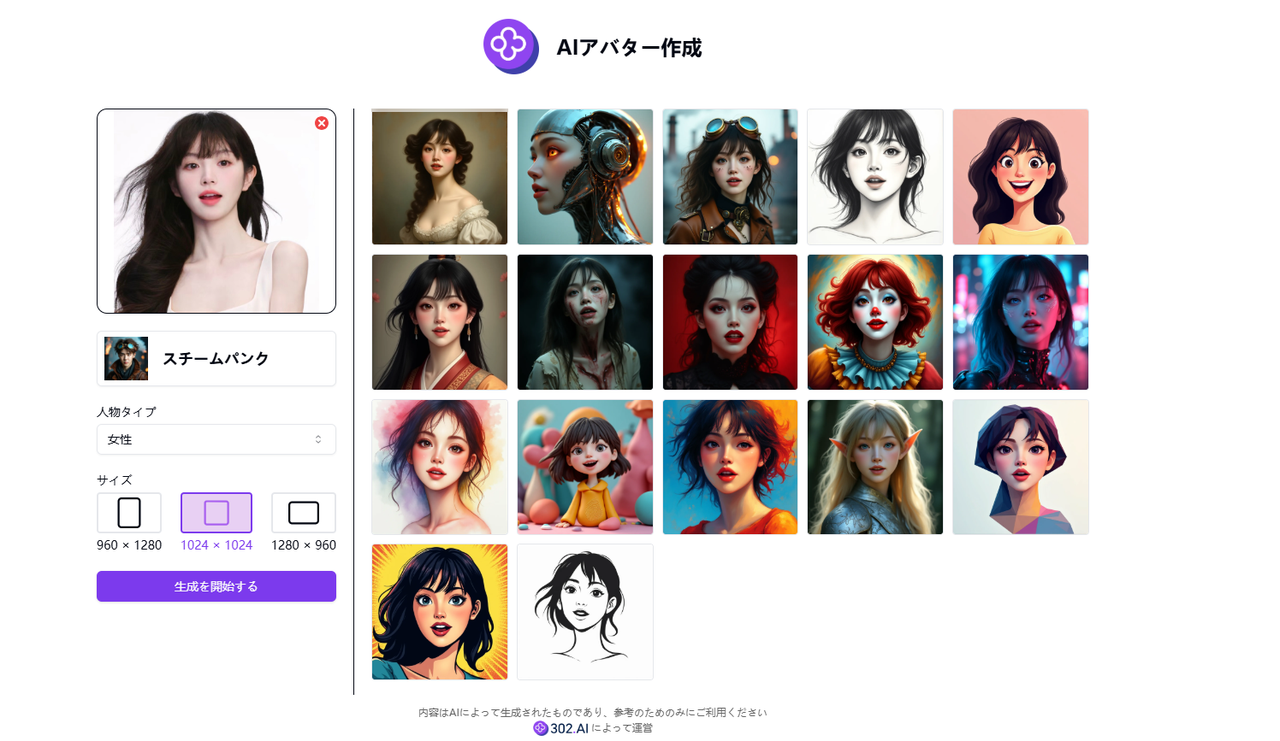 AIアバター作成
スチームパンク
人物タイプ
女性
サイズ
960 × 1280
1024 × 1024
1280 × 960
生成を開始する
内容はAIによって生成されたものであり、参考のためのみにご利用ください
302.AI によって運営